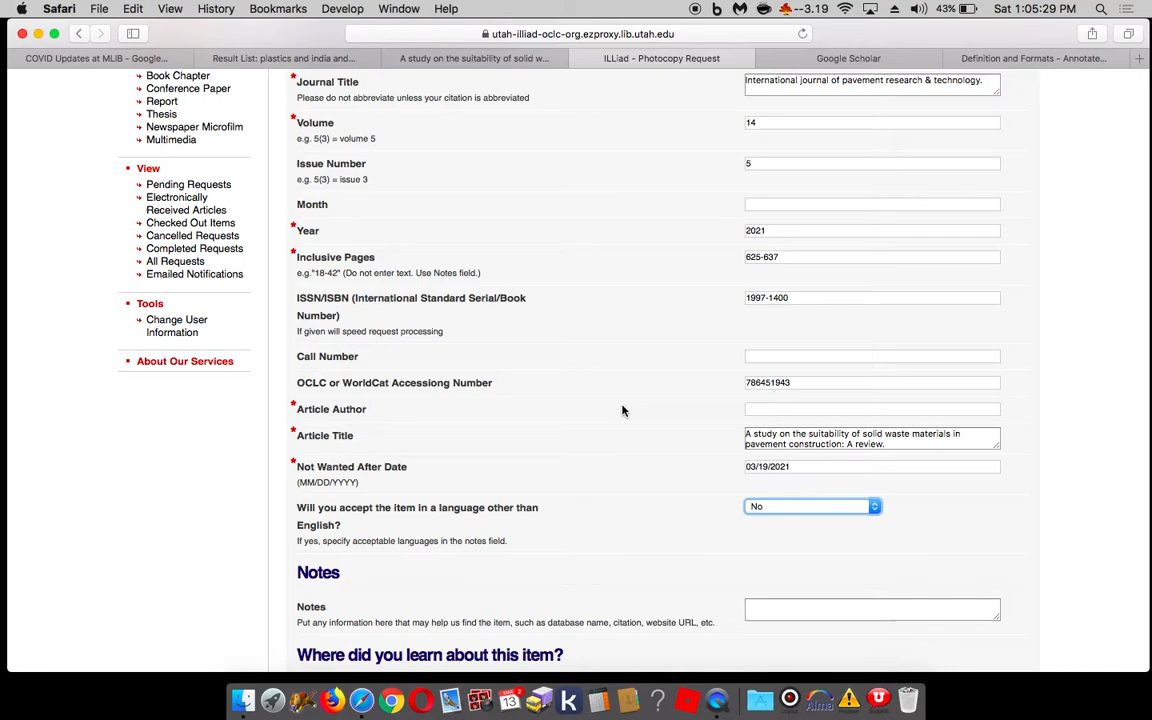 Safari File Edit View History Bookmarks Develop Window Help --3.19 43% Sat 1:05:29 PM
utah-illiad-oclc-org.ezproxy.lib.utah.edu
COVID Updates at MLIB - Google... Result List: plastics and india and... A study on the suitability of solid w... ILLiad - Photocopy Request Google Scholar Definition and Formats - Annotate...
Book Chapter
Conference Paper
Report
Thesis
Newspaper Microfilm
Multimedia
View
Pending Requests
Electronically
Received Articles
Checked Out Items
Cancelled Requests
Completed Requests
All Requests
Emailed Notifications
Tools
Change User
Information
About Our Services
* Journal Title International journal of pavement research & technology.
Please do not abbreviate unless your citation is abbreviated
* Volume 14
e.g. 5(3) = volume 5
Issue Number 5
e.g. 5(3) = issue 3
Month
* Year 2021
* Inclusive Pages 625-637
e.g."18-42" (Do not enter text. Use Notes field.)
ISSN/ISBN (International Standard Serial/Book 1997-1400
Number)
If given will speed request processing
Call Number
OCLC or WorldCat Accessiong Number 786451943
* Article Author
* Article Title A study on the suitability of solid waste materials in
pavement construction: A review.
* Not Wanted After Date 03/19/2021
(MM/DD/YYYY)
Will you accept the item in a language other than No
English?
If yes, specify acceptable languages in the notes field.
Notes
Notes
Put any information here that may help us find the item, such as database name, citation, website URL, etc.
Where did you learn about this item?
MAR
13
2
Alma